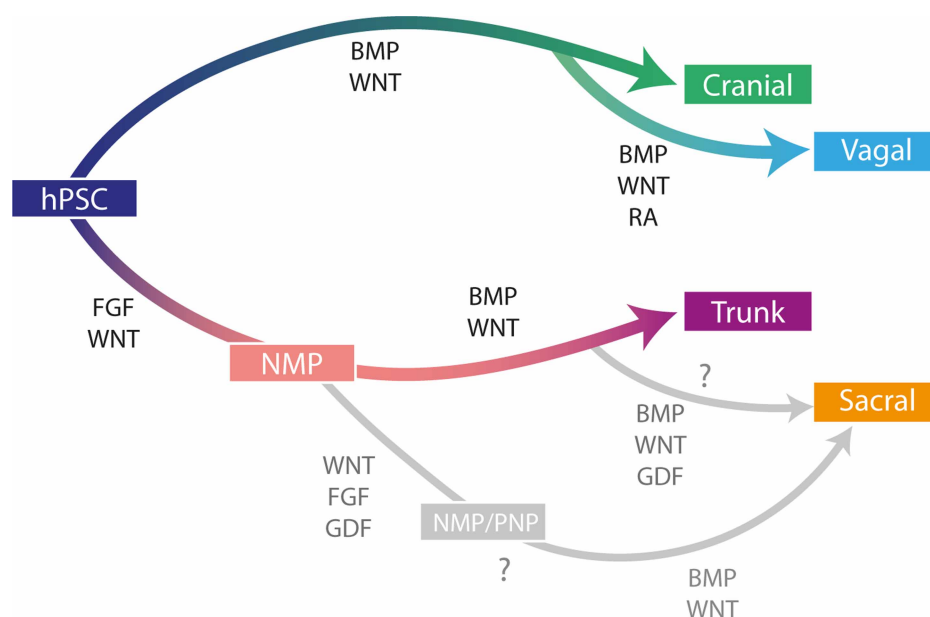 BMP
WNT
Cranial
BMP
WNT
RA
Vagal
hPSC
FGF
WNT
NMP
BMP
WNT
Trunk
?
BMP
WNT
GDF
Sacral
WNT
FGF
GDF
NMP/PNP
?
BMP
WNT